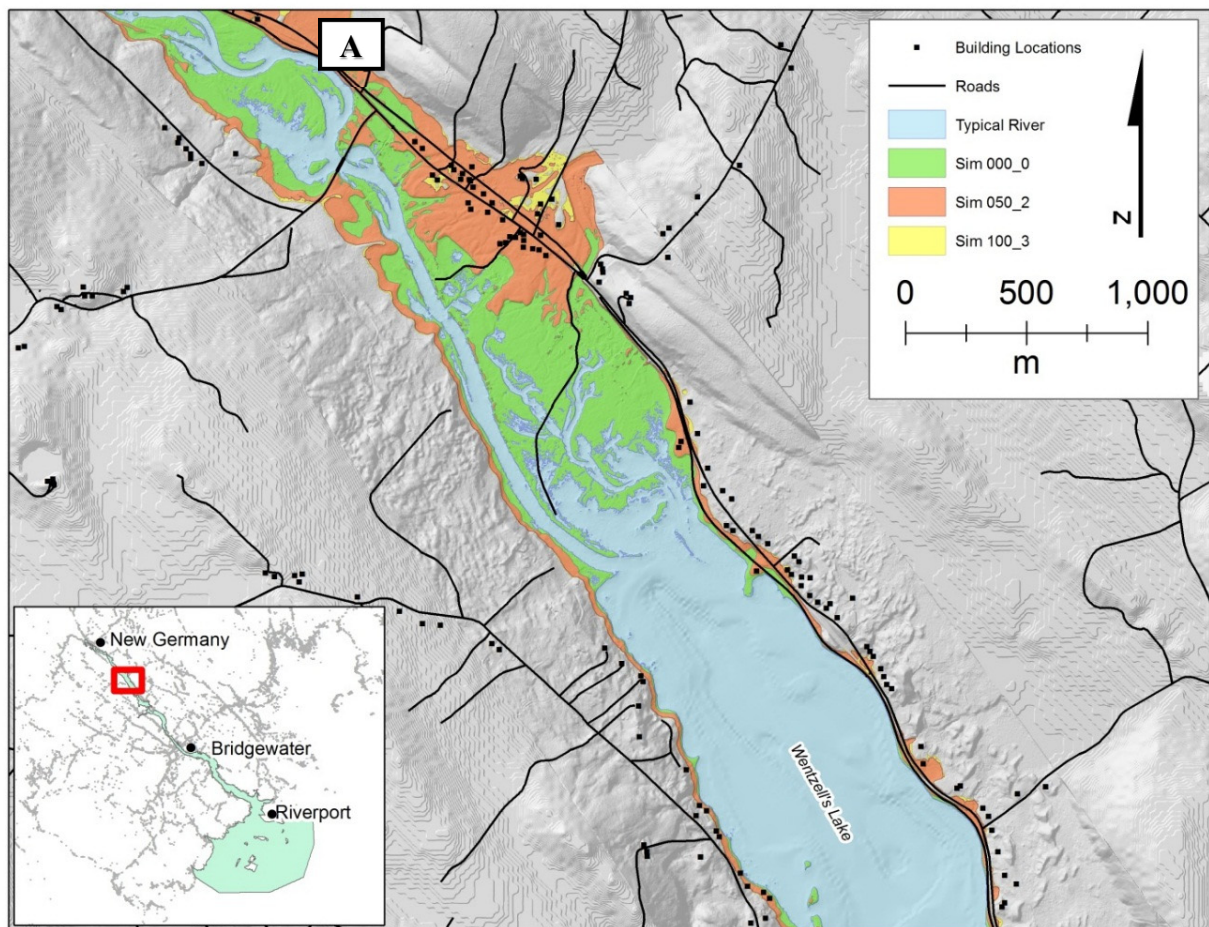 A
Building Locations
Roads
Typical River
Sim 000_0
Sim 050_2
Sim 100_3
N
0 500 1,000
m
Wentzell's Lake
New Germany
Bridgewater
Riverport